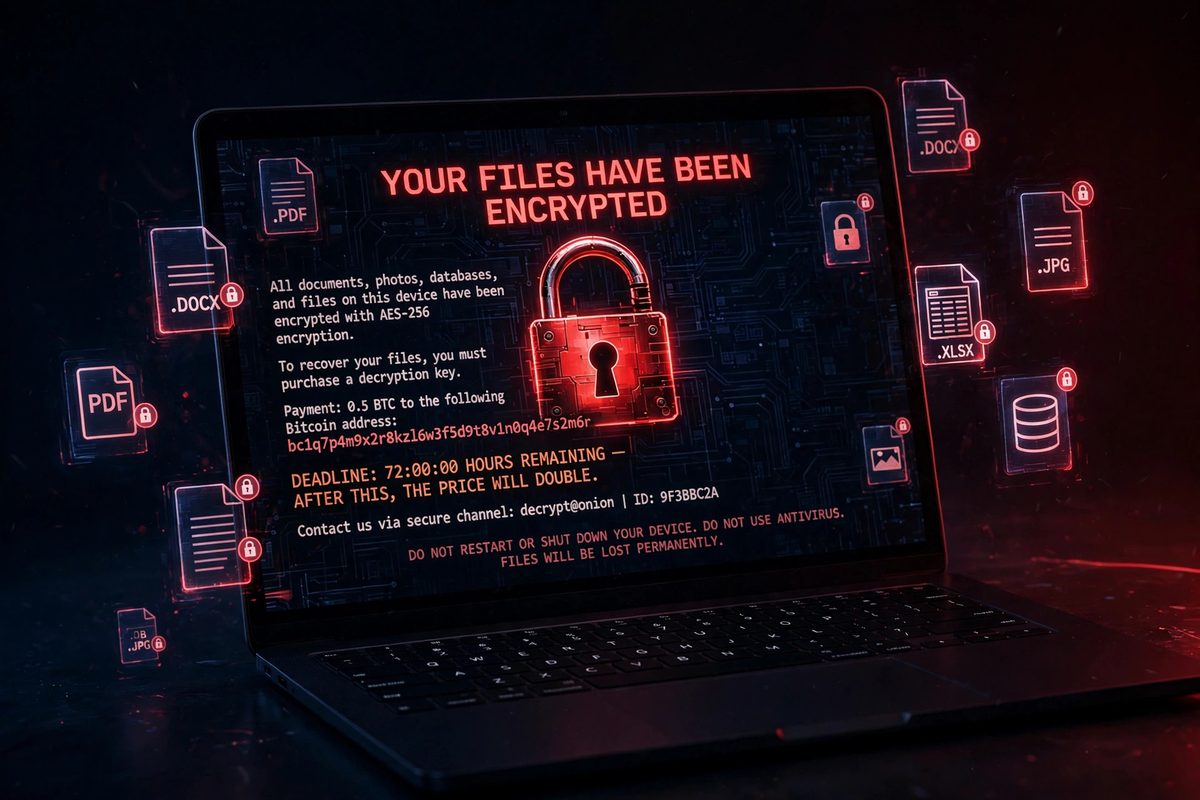 YOUR FILES HAVE BEEN
ENCRYPTED
All documents, photos, databases,
and files on this device have been
encrypted with AES-256
encryption.
To recover your files, you must
purchase a decryption key.
Payment: 0.5 BTC to the following
Bitcoin address:
bc1q7p4m9x2r8kzl6w3f5d9t8v1n0q4e7s2m6r
DEADLINE: 72:00:00 HOURS REMAINING —
AFTER THIS, THE PRICE WILL DOUBLE.
Contact us via secure channel: decrypt@onion | ID: 9F3BBC2A
DO NOT RESTART OR SHUT DOWN YOUR DEVICE. DO NOT USE ANTIVIRUS.
FILES WILL BE LOST PERMANENTLY.
.PDF
.DOCX
PDF
.DB
.JPG
.DOCX
.JPG
.XLSX